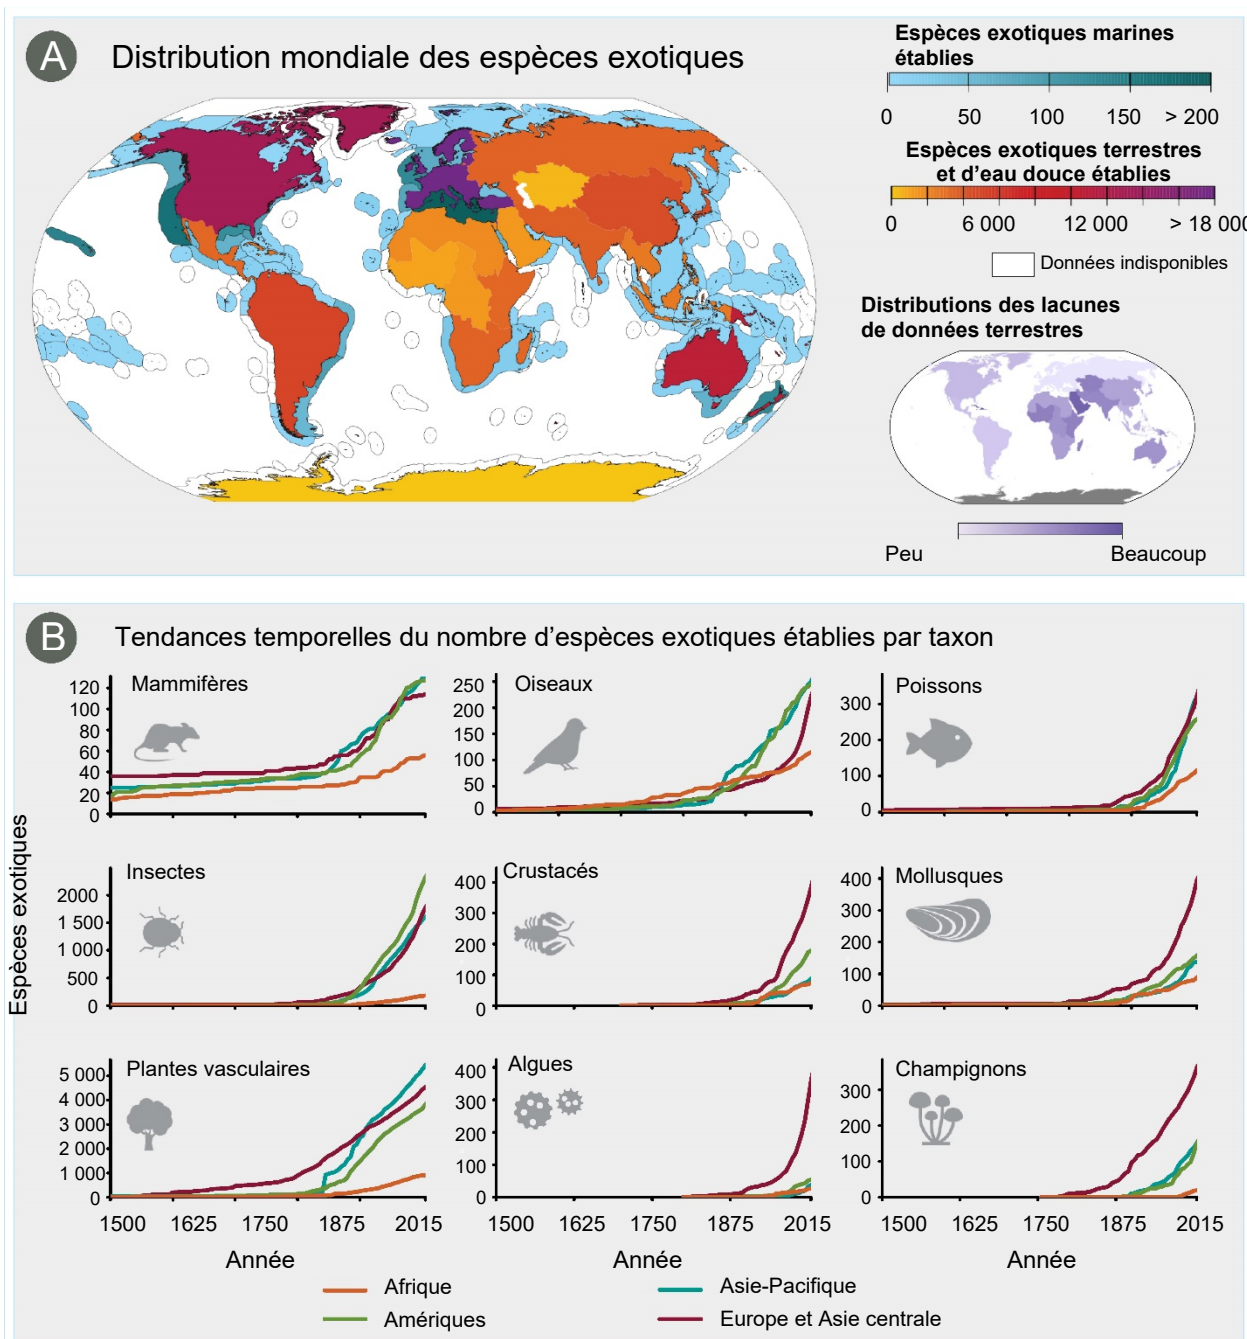 A
Distribution mondiale des espèces exotiques
Espèces exotiques marines
établies
0 50 100 150 > 200
Espèces exotiques terrestres
et d’eau douce établies
0 6 000 12 000 > 18 000
Données indisponibles
Distributions des lacunes
de données terrestres
Peu Beaucoup
B
Tendances temporelles du nombre d’espèces exotiques établies par taxon
Espèces exotiques
Mammifères
120
100
80
60
40
20
0
Oiseaux
250
200
150
100
50
0
Poissons
300
200
100
0
Insectes
2000
1 500
1 000
500
0
Crustacés
400
300
200
100
0
Mollusques
400
300
200
100
0
Plantes vasculaires
5 000
4 000
3 000
2 000
1 000
0
Algues
400
300
200
100
0
Champignons
300
200
100
0
1500 1625 1750 1875 2015
1500 1625 1750 1875 2015
1500 1625 1750 1875 2015
Année Année Année
Afrique
Asie-Pacifique
Amériques
Europe et Asie centrale